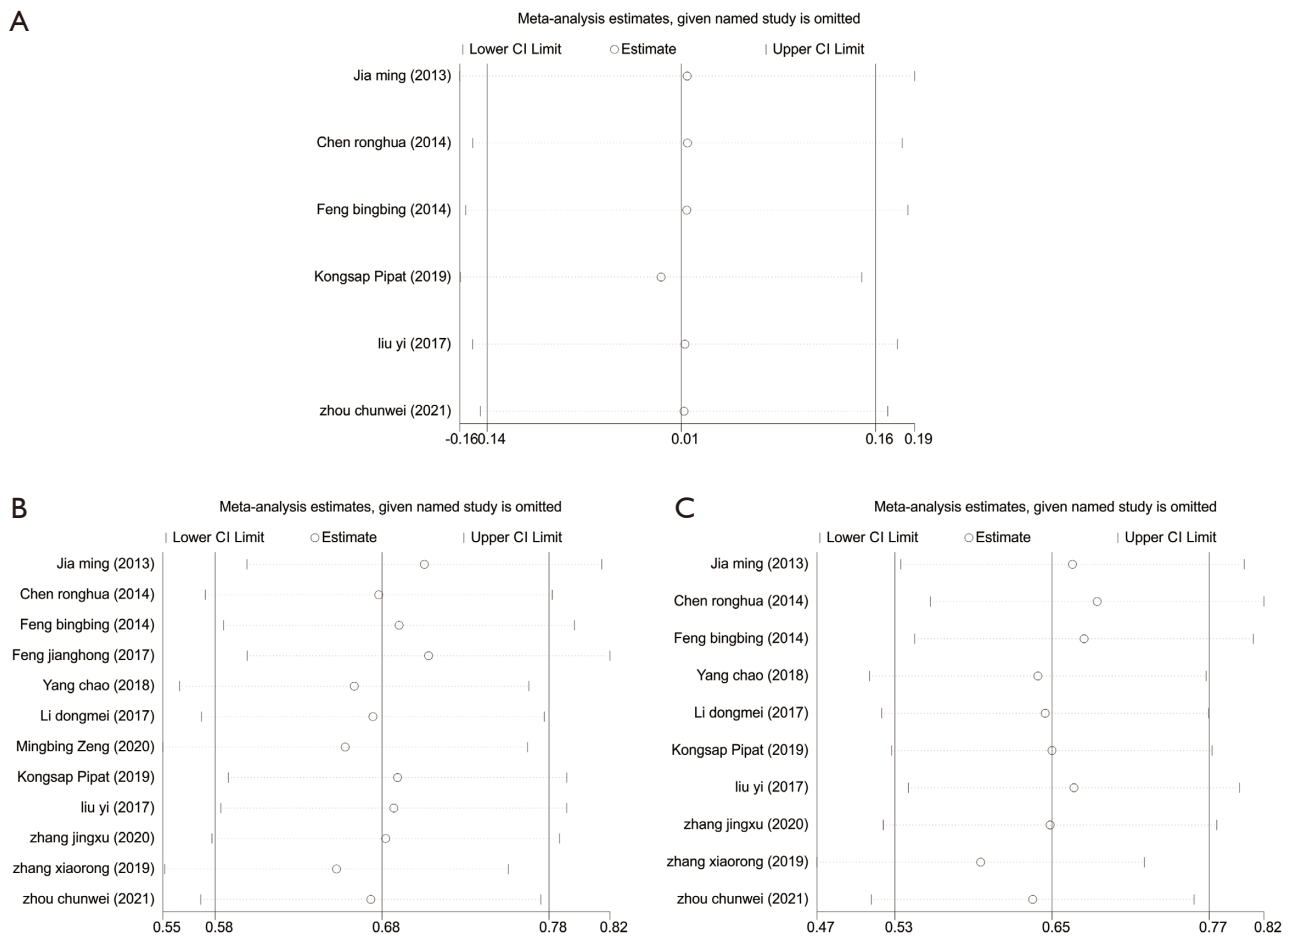 A
Meta-analysis estimates, given named study is omitted
| Lower CI Limit ○ Estimate | Upper CI Limit
Jia ming (2013)
Chen ronghua (2014)
Feng bingbing (2014)
Kongsap Pipat (2019)
liu yi (2017)
zhou chunwei (2021)
-0.160.14 0.01 0.16 0.19
B
Meta-analysis estimates, given named study is omitted
| Lower CI Limit ○ Estimate | Upper CI Limit
Jia ming (2013)
Chen ronghua (2014)
Feng bingbing (2014)
Feng jianghong (2017)
Yang chao (2018)
Li dongmei (2017)
Mingbing Zeng (2020)
Kongsap Pipat (2019)
liu yi (2017)
zhang jingxu (2020)
zhang xiaorong (2019)
zhou chunwei (2021)
0.55 0.58 0.68 0.78 0.82
C
Meta-analysis estimates, given named study is omitted
| Lower CI Limit ○ Estimate | Upper CI Limit
Jia ming (2013)
Chen ronghua (2014)
Feng bingbing (2014)
Yang chao (2018)
Li dongmei (2017)
Kongsap Pipat (2019)
liu yi (2017)
zhang jingxu (2020)
zhang xiaorong (2019)
zhou chunwei (2021)
0.47 0.53 0.65 0.77 0.82